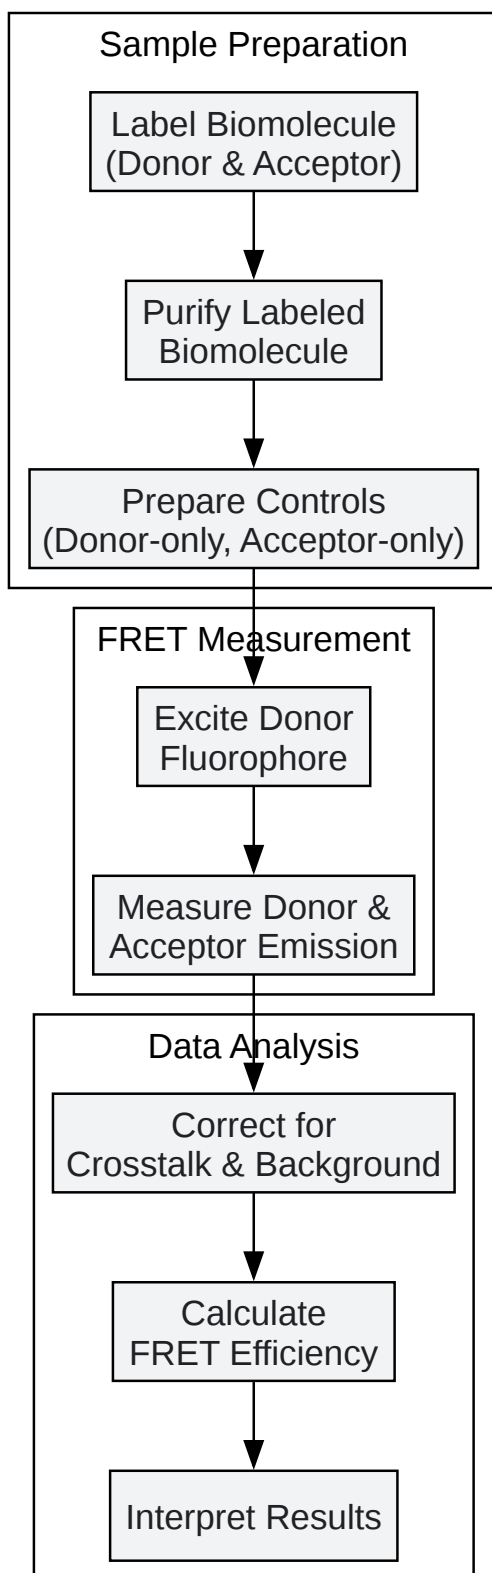 Sample Preparation
Label Biomolecule
(Donor & Acceptor)
Purify Labeled
Biomolecule
Prepare Controls
(Donor-only, Acceptor-only)
FRET Measurement
Excite Donor
Fluorophore
Measure Donor &
Acceptor Emission
Data Analysis
Correct for
Crosstalk & Background
Calculate
FRET Efficiency
Interpret Results